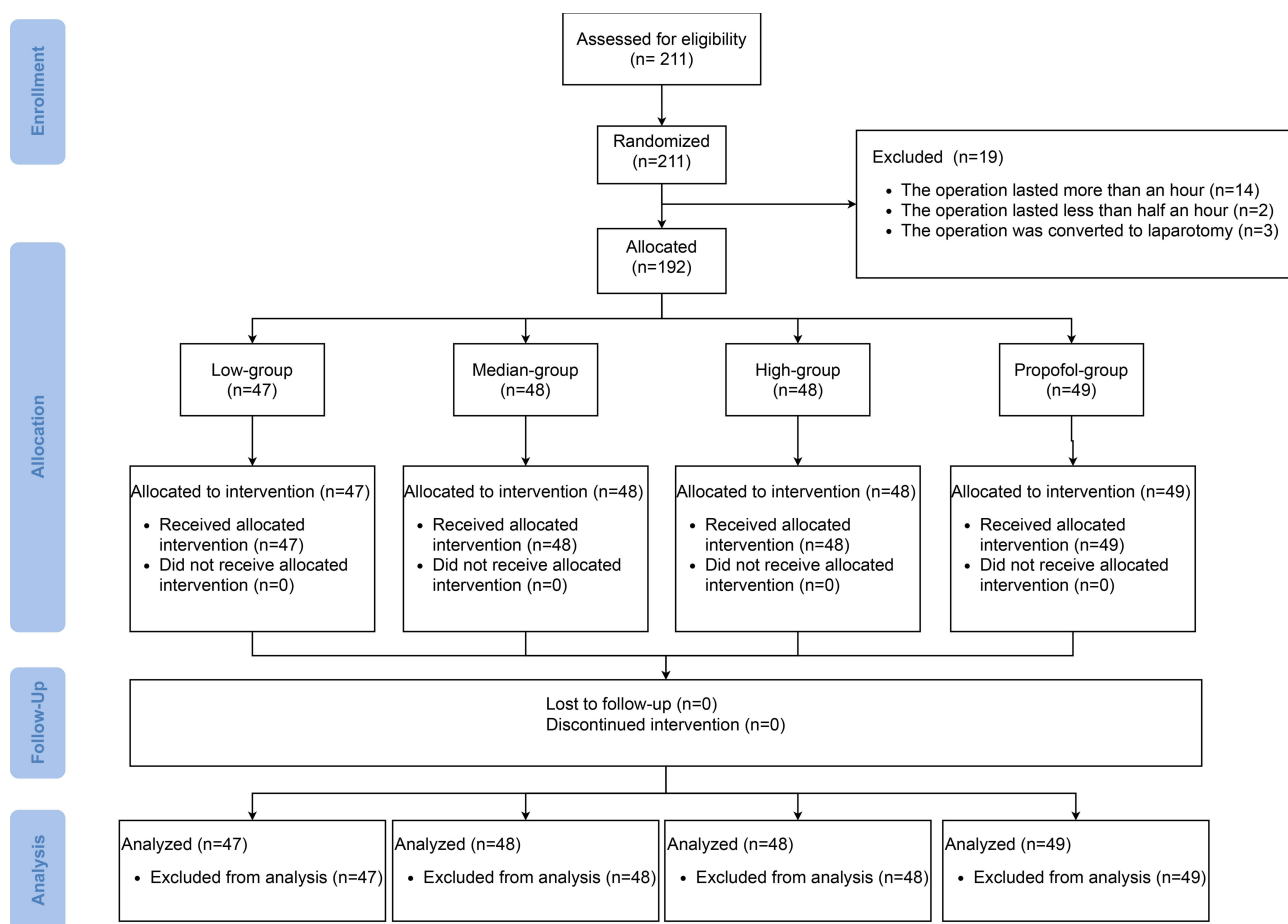 Enrollment
Assessed for eligibility
(n= 211)
Randomized
(n=211)
Excluded (n=19)
• The operation lasted more than an hour (n=14)
• The operation lasted less than half an hour (n=2)
• The operation was converted to laparotomy (n=3)
Allocation
Allocated
(n=192)
Low-group
(n=47)
Median-group
(n=48)
High-group
(n=48)
Propofol-group
(n=49)
Allocated to intervention (n=47)
• Received allocated
intervention (n=47)
• Did not receive allocated
intervention (n=0)
Allocated to intervention (n=48)
• Received allocated
intervention (n=48)
• Did not receive allocated
intervention (n=0)
Allocated to intervention (n=48)
• Received allocated
intervention (n=48)
• Did not receive allocated
intervention (n=0)
Allocated to intervention (n=49)
• Received allocated
intervention (n=49)
• Did not receive allocated
intervention (n=0)
Follow-Up
Lost to follow-up (n=0)
Discontinued intervention (n=0)
Analysis
Analyzed (n=47)
• Excluded from analysis (n=47)
Analyzed (n=48)
• Excluded from analysis (n=48)
Analyzed (n=48)
• Excluded from analysis (n=48)
Analyzed (n=49)
• Excluded from analysis (n=49)